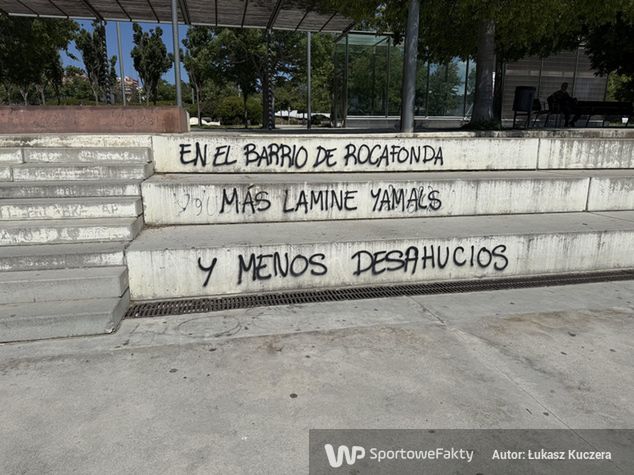 EN EL BARRIO DE ROCAFONDA
MÁS LAMINE YAMALS
Y MENOS DESAHUCIOS
WP SportoweFakty Autor: Łukasz Kuczera